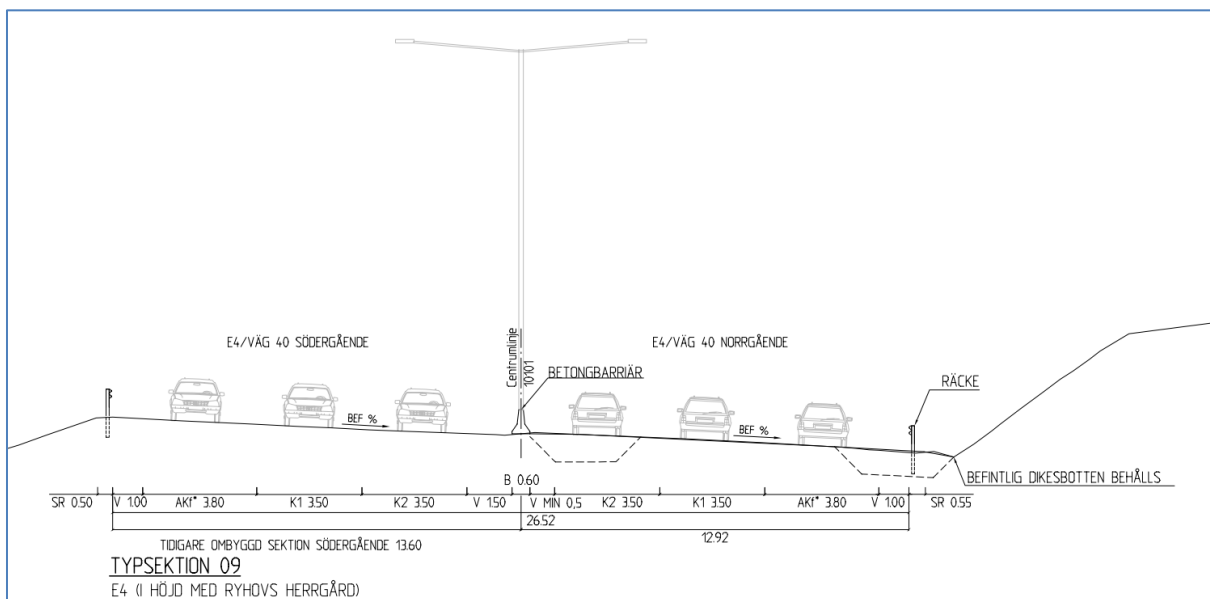 E4/VÄG 40 SÖDERGÅENDE
E4/VÄG 40 NORRGÅENDE
Centrumlinje
10101
BETONGBARRIÄR
RÄCKE
BEF %
BEF %
BEFINTLIG DIKESBOTTEN BEHÅLLS
B 0.60
SR 0.50 V 1.00 AKf* 3.80 K1 3.50 K2 3.50 V 1.50 V MIN 0,5 K2 3.50 K1 3.50 AKf* 3.80 V 1.00 SR 0.55
26.52
TIDIGARE OMBYGGD SEKTION SÖDERGÅENDE 13.60
12.92
TYPSEKTION 09
E4 (I HÖJD MED RYHOVS HERRGÅRD)